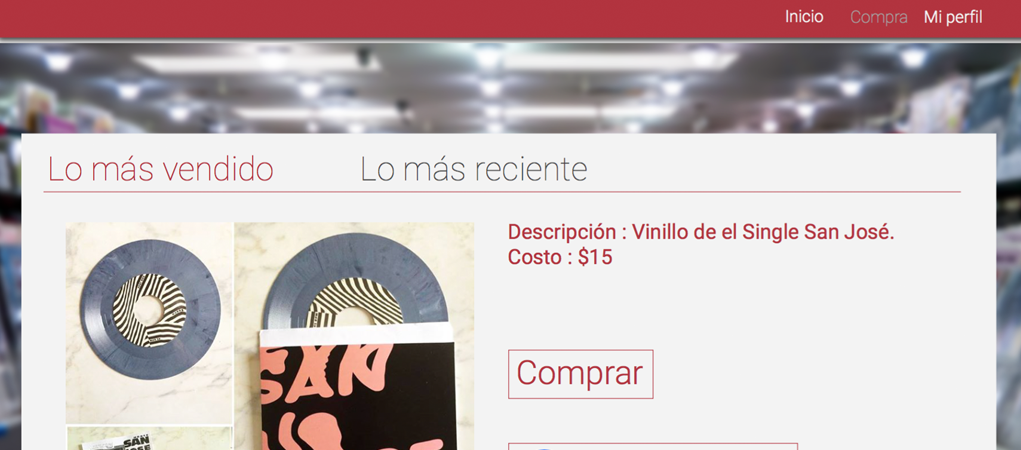 Inicio Compra Mi perfil
Lo más vendido Lo más reciente
Descripción : Vinillo de el Single San José.
Costo : $15
Comprar
SAN
SAN